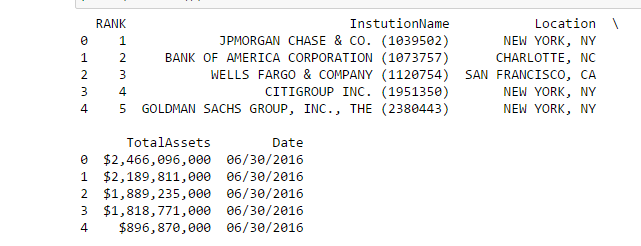 RANK InstutionName Location \
0 1 JPMORGAN CHASE & CO. (1039502) NEW YORK, NY
1 2 BANK OF AMERICA CORPORATION (1073757) CHARLOTTE, NC
2 3 WELLS FARGO & COMPANY (1120754) SAN FRANCISCO, CA
3 4 CITIGROUP INC. (1951350) NEW YORK, NY
4 5 GOLDMAN SACHS GROUP, INC., THE (2380443) NEW YORK, NY
TotalAssets Date
0 $2,466,096,000 06/30/2016
1 $2,189,811,000 06/30/2016
2 $1,889,235,000 06/30/2016
3 $1,818,771,000 06/30/2016
4 $896,870,000 06/30/2016